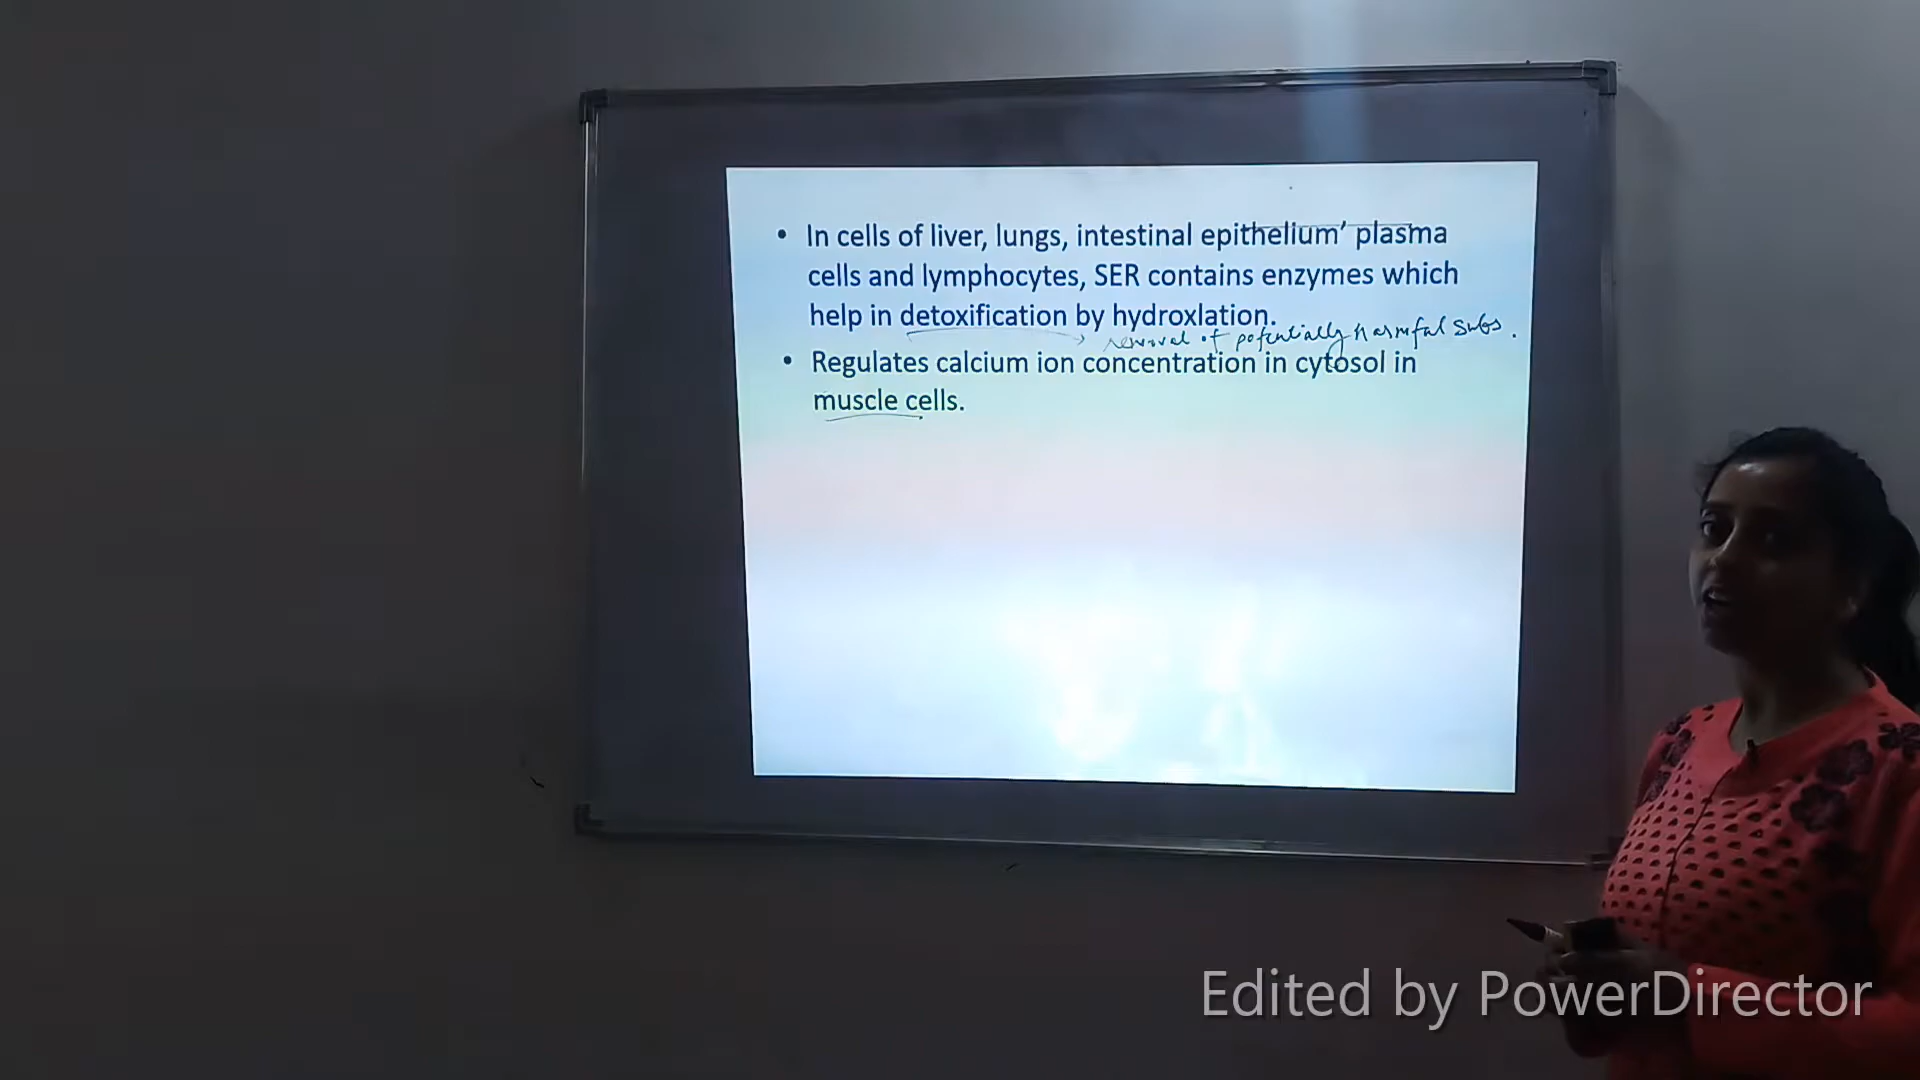 • In cells of liver, lungs, intestinal epithelium’ plasma
cells and lymphocytes, SER contains enzymes which
help in detoxification by hydroxlation.
removal of potentially harmful subs.
• Regulates calcium ion concentration in cytosol in
muscle cells.
Edited by PowerDirector